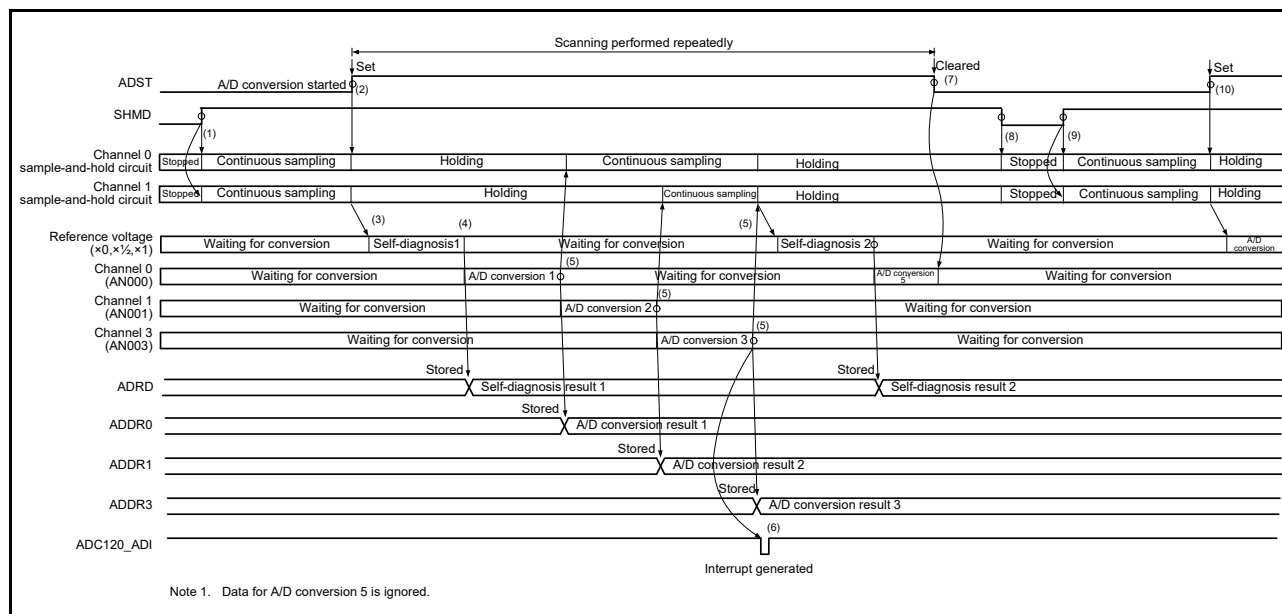 Scanning performed repeatedly
Set
Cleared
Set
ADST
A/D conversion started
(2)
(7)
(10)
SHMD
(1)
(8)
(9)
Channel 0
sample-and-hold circuit
Stopped
Continuous sampling
Holding
Continuous sampling
Holding
Stopped
Continuous sampling
Holding
Channel 1
sample-and-hold circuit
Stopped
Continuous sampling
Holding
Continuous sampling
Holding
Stopped
Continuous sampling
Holding
(3)
(4)
(5)
Reference voltage
(×0,×½,×1)
Waiting for conversion
Self-diagnosis1
Waiting for conversion
Self-diagnosis 2
Waiting for conversion
A/D
conversion
(5)
Channel 0
(AN000)
Waiting for conversion
A/D conversion 1
Waiting for conversion
A/D conversion
5
Waiting for conversion
(5)
Channel 1
(AN001)
Waiting for conversion
A/D conversion 2
Waiting for conversion
(5)
Channel 3
(AN003)
Waiting for conversion
A/D conversion 3
Waiting for conversion
Stored
Stored
ADRD
Self-diagnosis result 1
Self-diagnosis result 2
Stored
ADDR0
A/D conversion result 1
Stored
ADDR1
A/D conversion result 2
Stored
ADDR3
A/D conversion result 3
(6)
ADC120_ADI
Interrupt generated
Note 1. Data for A/D conversion 5 is ignored.